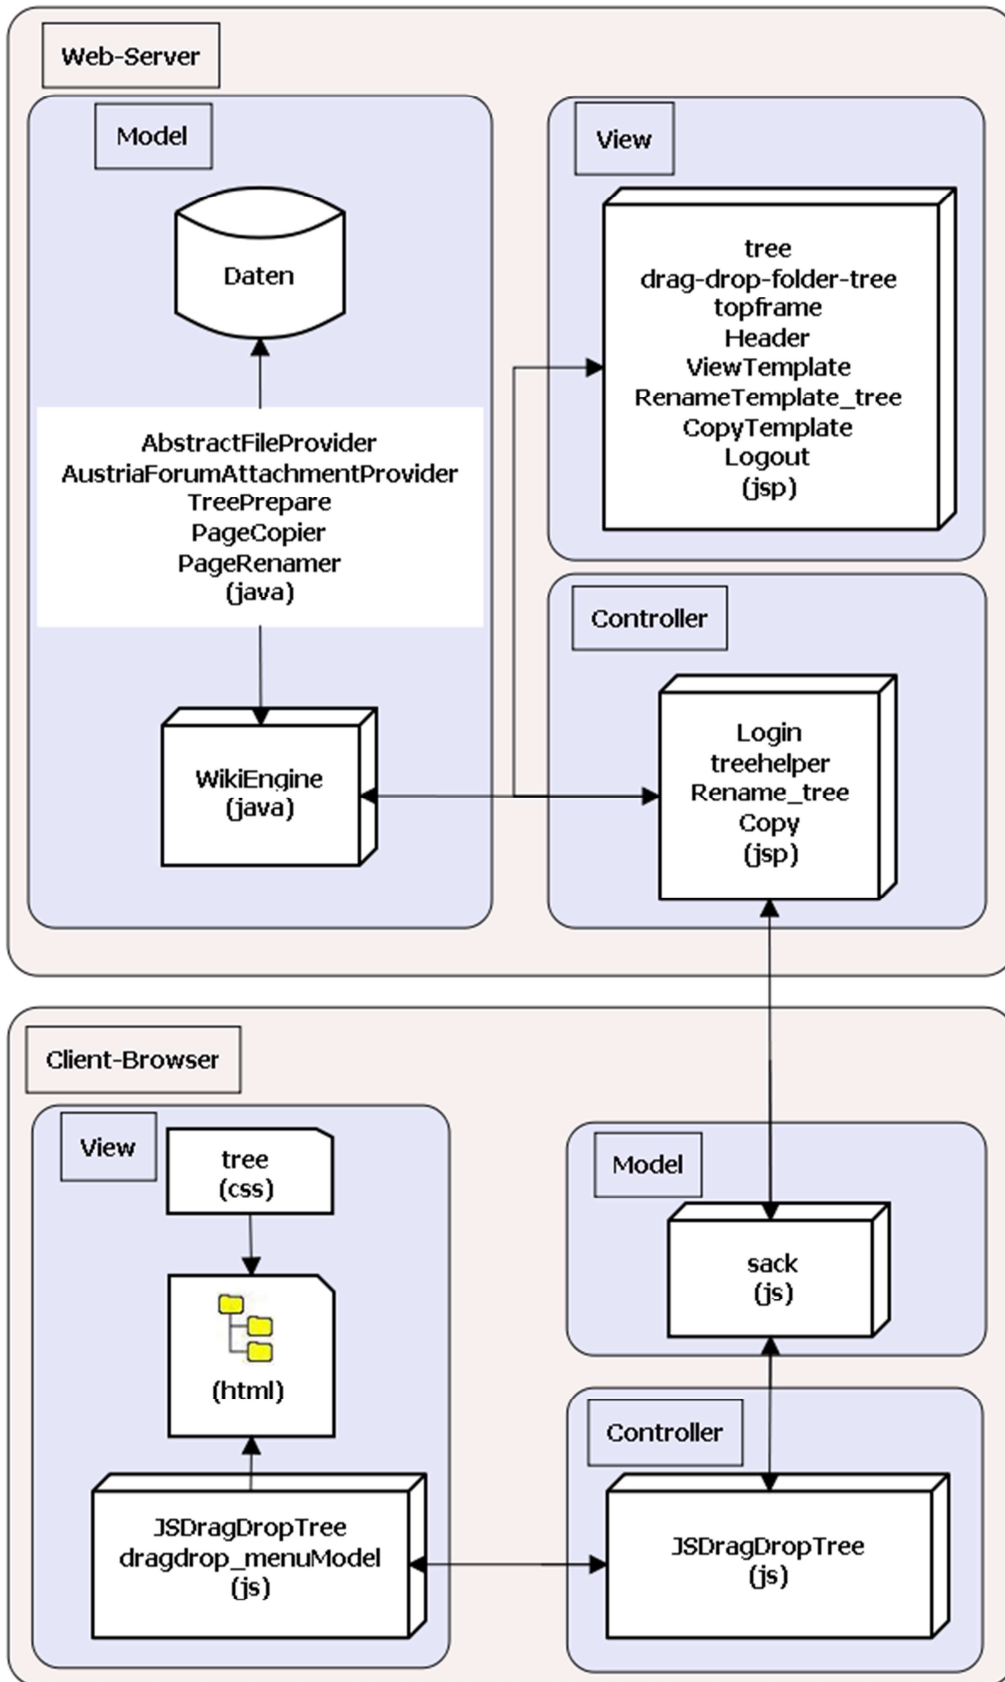 Web-Server
Model
Daten
AbstractFileProvider
AustriaForumAttachmentProvider
TreePrepare
PageCopier
PageRenamer
(java)
WikiEngine
(java)
View
tree
drag-drop-folder-tree
topframe
Header
ViewTemplate
RenameTemplate_tree
CopyTemplate
Logout
(jsp)
Controller
Login
treehelper
Rename_tree
Copy
(jsp)
Client-Browser
View
tree
(css)
(html)
JSDragDropTree
dragdrop_menuModel
(js)
Model
sack
(js)
Controller
JSDragDropTree
(js)